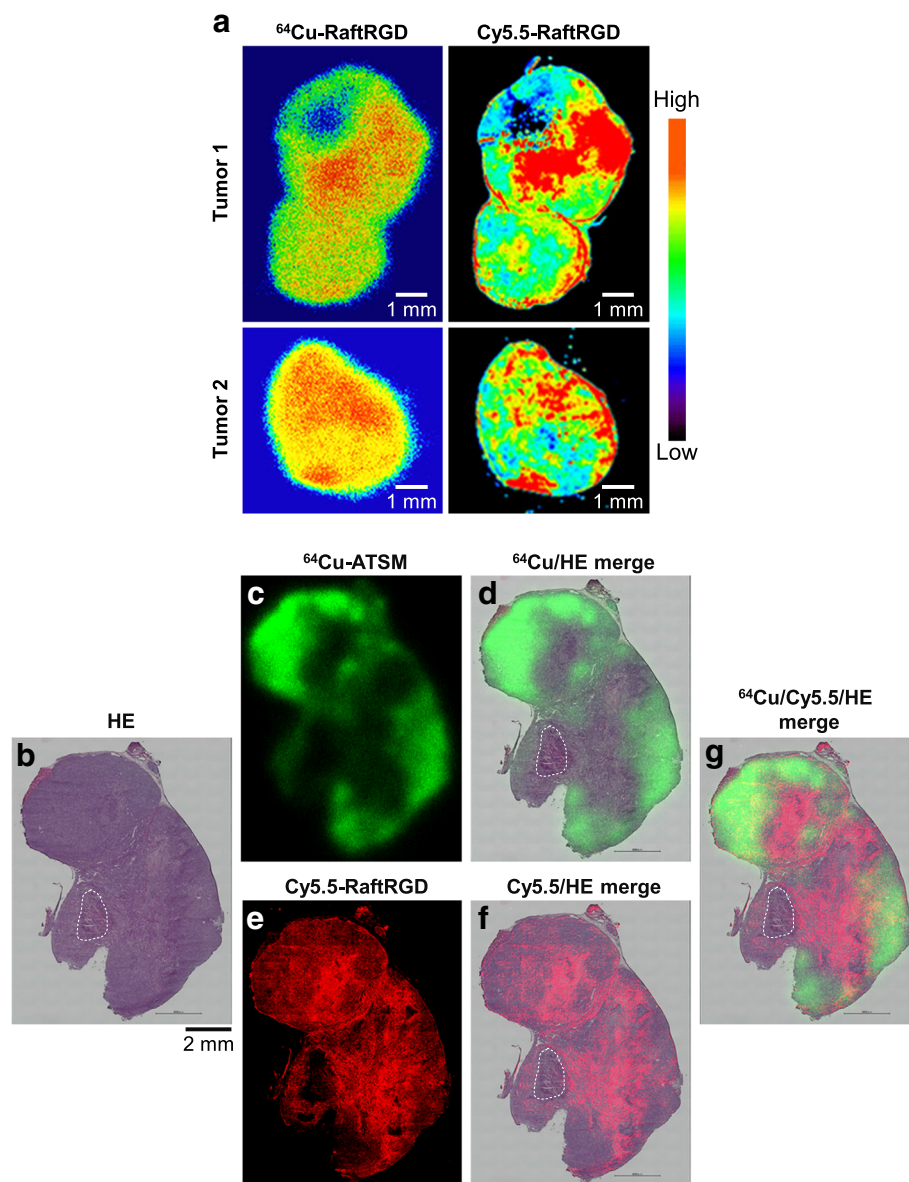 a
⁶⁴Cu-RaftRGD
Cy5.5-RaftRGD
Tumor 1
1 mm
1 mm
High
Low
Tumor 2
1 mm
1 mm
⁶⁴Cu-ATSM
⁶⁴Cu/HE merge
c
d
HE
b
2 mm
⁶⁴Cu/Cy5.5/HE
merge
g
Cy5.5-RaftRGD
Cy5.5/HE merge
e
f